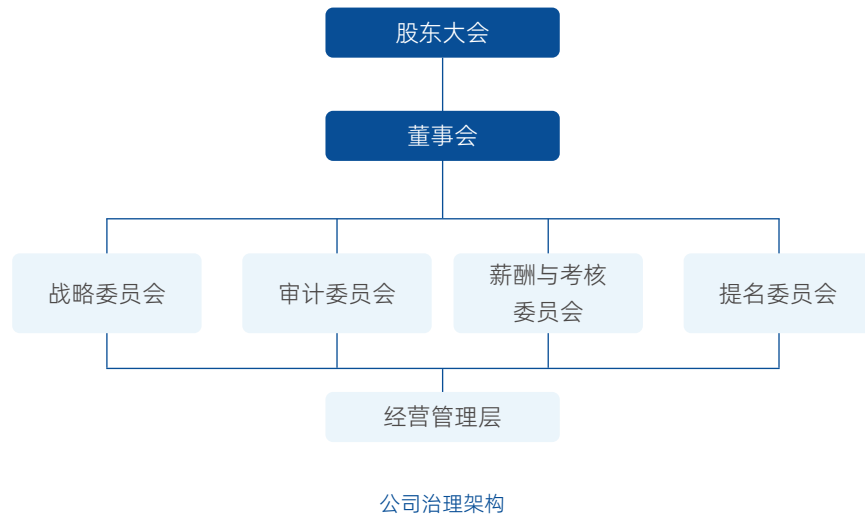 股东大会
董事会
战略委员会
审计委员会
薪酬与考核
委员会
提名委员会
经营管理层
公司治理架构